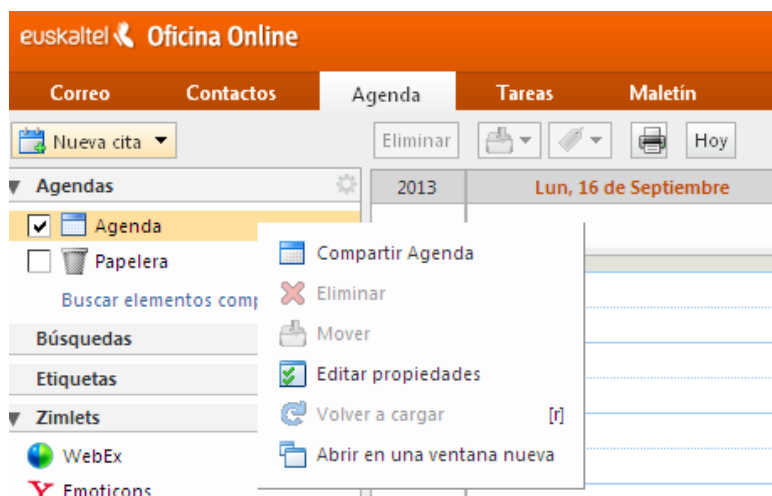 euskaltel Oficina Online
Correo Contactos Agenda Tareas Maletín
Nueva cita Eliminar Hoy
Agendas 2013 Lun, 16 de Septiembre
Agenda
Papelera
Buscar elementos comp
Búsquedas
Etiquetas
Zimlets
WebEx
Emoticons
Compartir Agenda
Eliminar
Mover
Editar propiedades
Volver a cargar [r]
Abrir en una ventana nueva